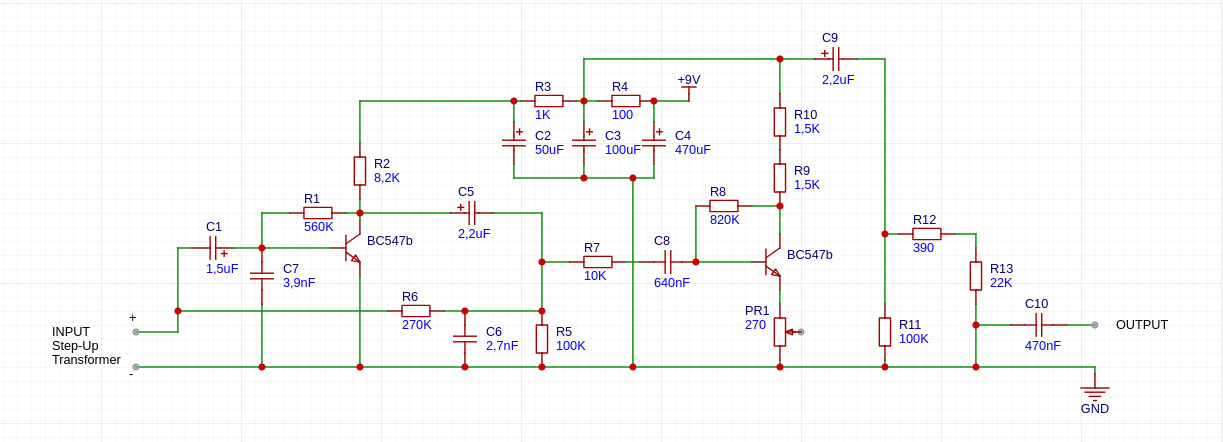 C9
+
2,2uF
+9V
R3
1K
R4
100
R10
1,5K
+
C2
50uF
+
C3
100uF
+
C4
470uF
R2
8,2K
R9
1,5K
R1
560K
C5
+
2,2uF
R8
820K
C1
+
1,5uF
BC547b
R12
390
C7
3,9nF
R7
10K
C8
640nF
BC547b
R13
22K
R6
270K
PR1
270
C10
470nF
+
INPUT
Step-Up
Transformer
-
C6
2,7nF
R5
100K
R11
100K
OUTPUT
GND